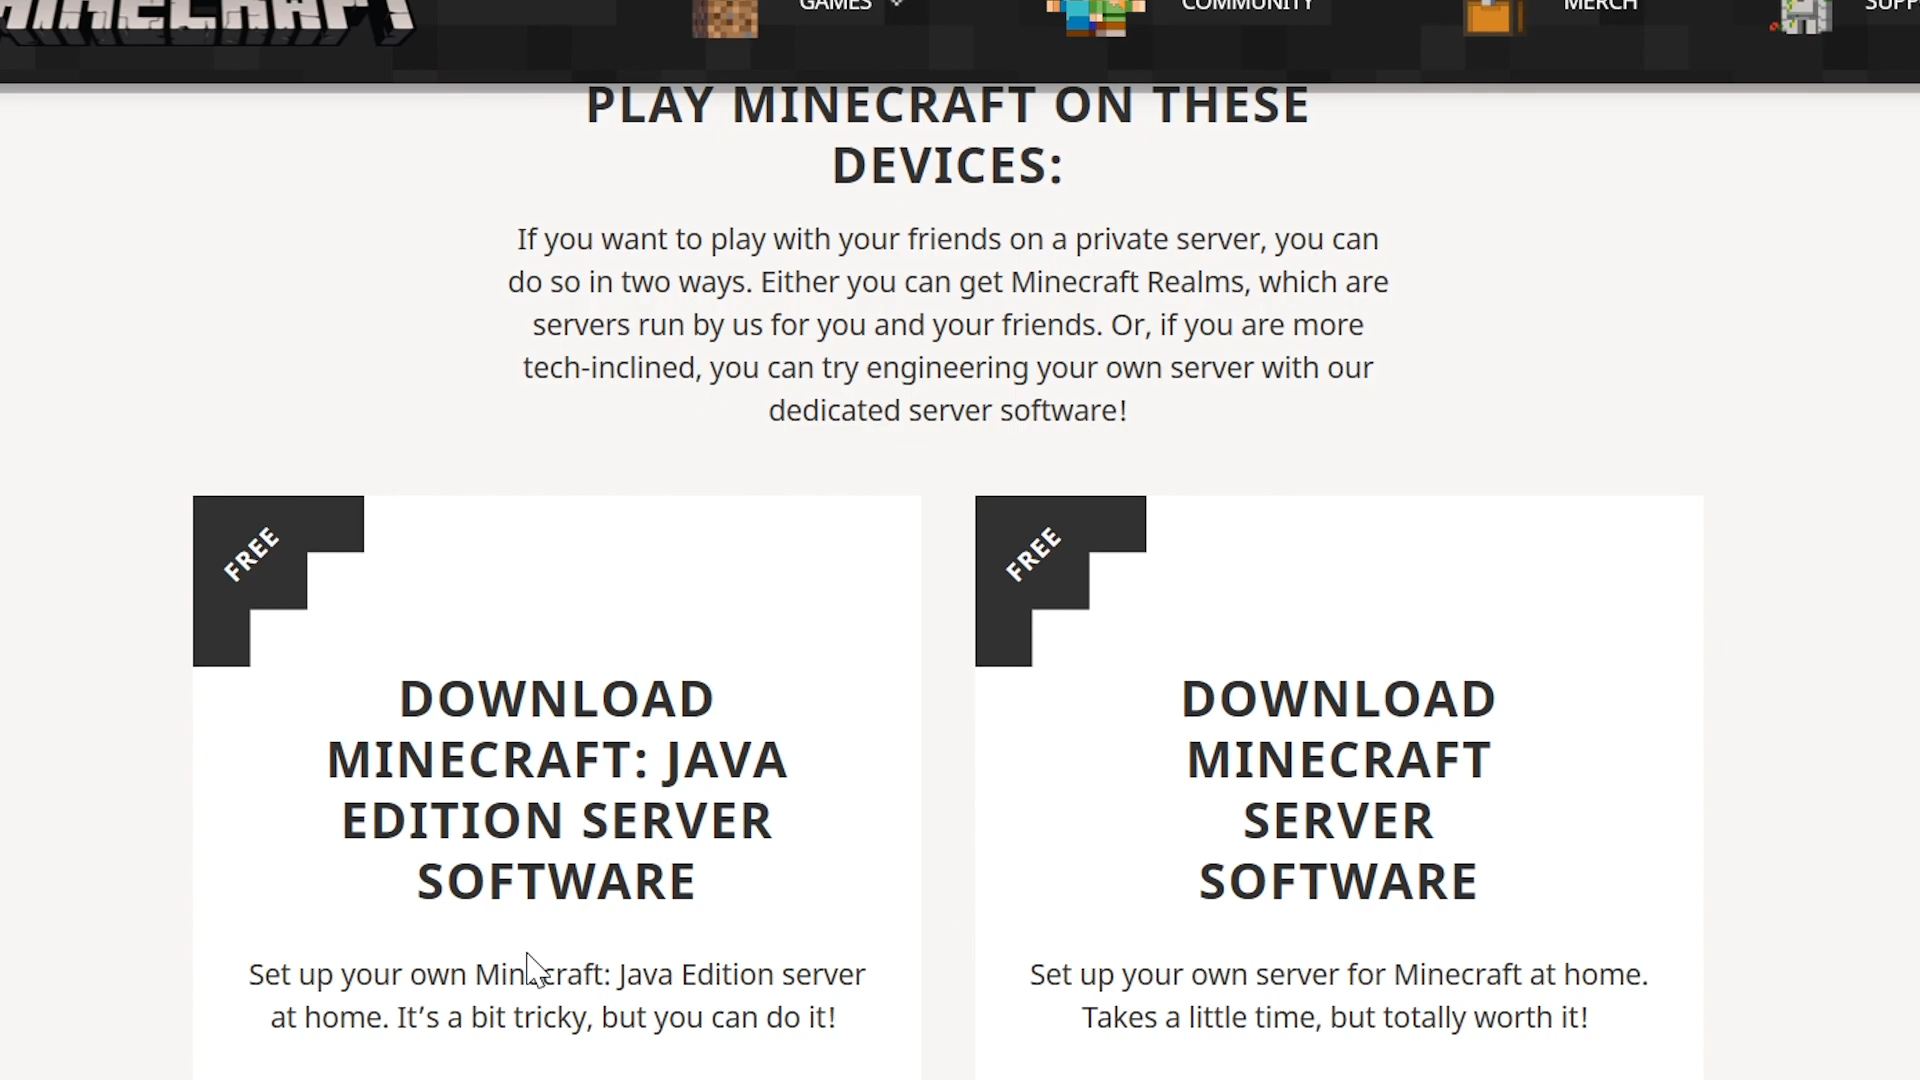 MINECRAFT
GAMES
COMMUNITY
MERCH
PLAY MINECRAFT ON THESE
DEVICES:
If you want to play with your friends on a private server, you can
do so in two ways. Either you can get Minecraft Realms, which are
servers run by us for you and your friends. Or, if you are more
tech-inclined, you can try engineering your own server with our
dedicated server software!
FREE
DOWNLOAD
MINECRAFT: JAVA
EDITION SERVER
SOFTWARE
Set up your own Minecraft: Java Edition server
at home. It’s a bit tricky, but you can do it!
FREE
DOWNLOAD
MINECRAFT
SERVER
SOFTWARE
Set up your own server for Minecraft at home.
Takes a little time, but totally worth it!